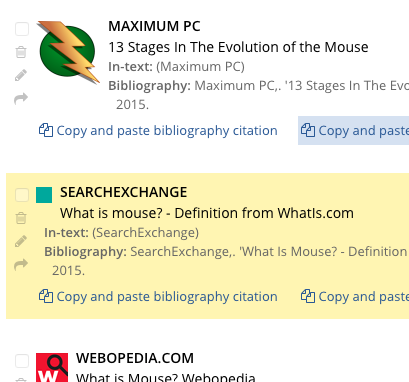 MAXIMUM PC
13 Stages In The Evolution of the Mouse
In-text: (Maximum PC)
Bibliography: Maximum PC,. '13 Stages In The Evo
2015.
Copy and paste bibliography citation Copy and paste
SEARCHEXCHANGE
What is mouse? - Definition from WhatIs.com
In-text: (SearchExchange)
Bibliography: SearchExchange,. 'What Is Mouse? - Definition
2015.
Copy and paste bibliography citation Copy and paste
W WEBOPEDIA.COM
What is Mouse? Webopedia